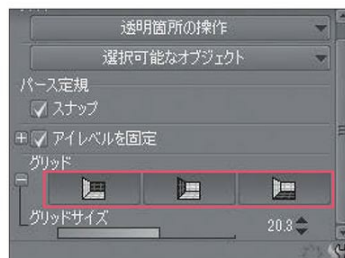 透明箇所の操作
選択可能なオブジェクト
パース定規
スナップ
アイレベルを固定
グリッド
グリッドサイズ 20.3